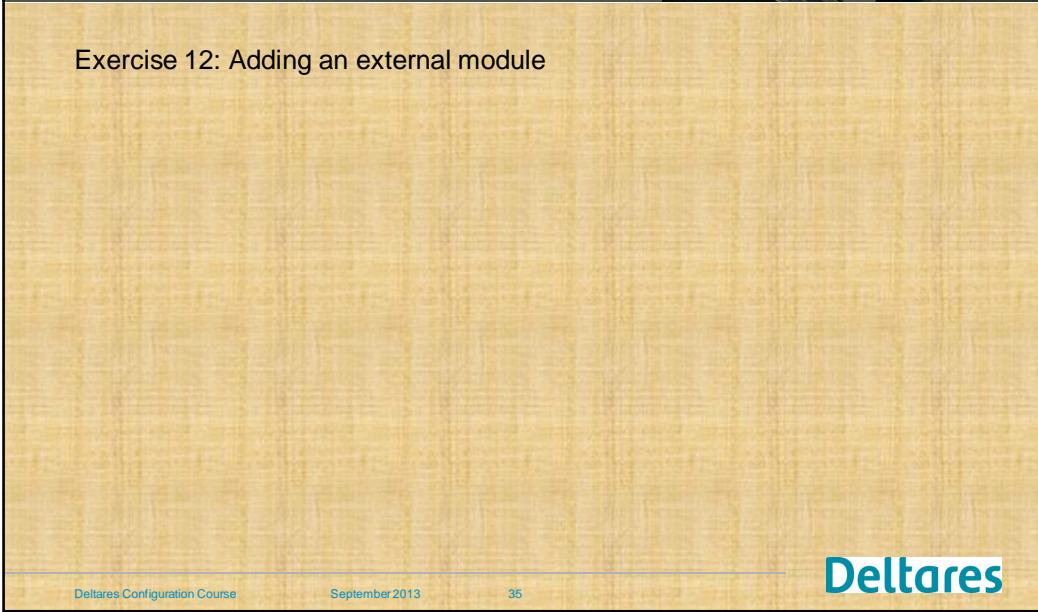 Exercise 12: Adding an external module
Deltares Configuration Course September 2013 35
Deltares